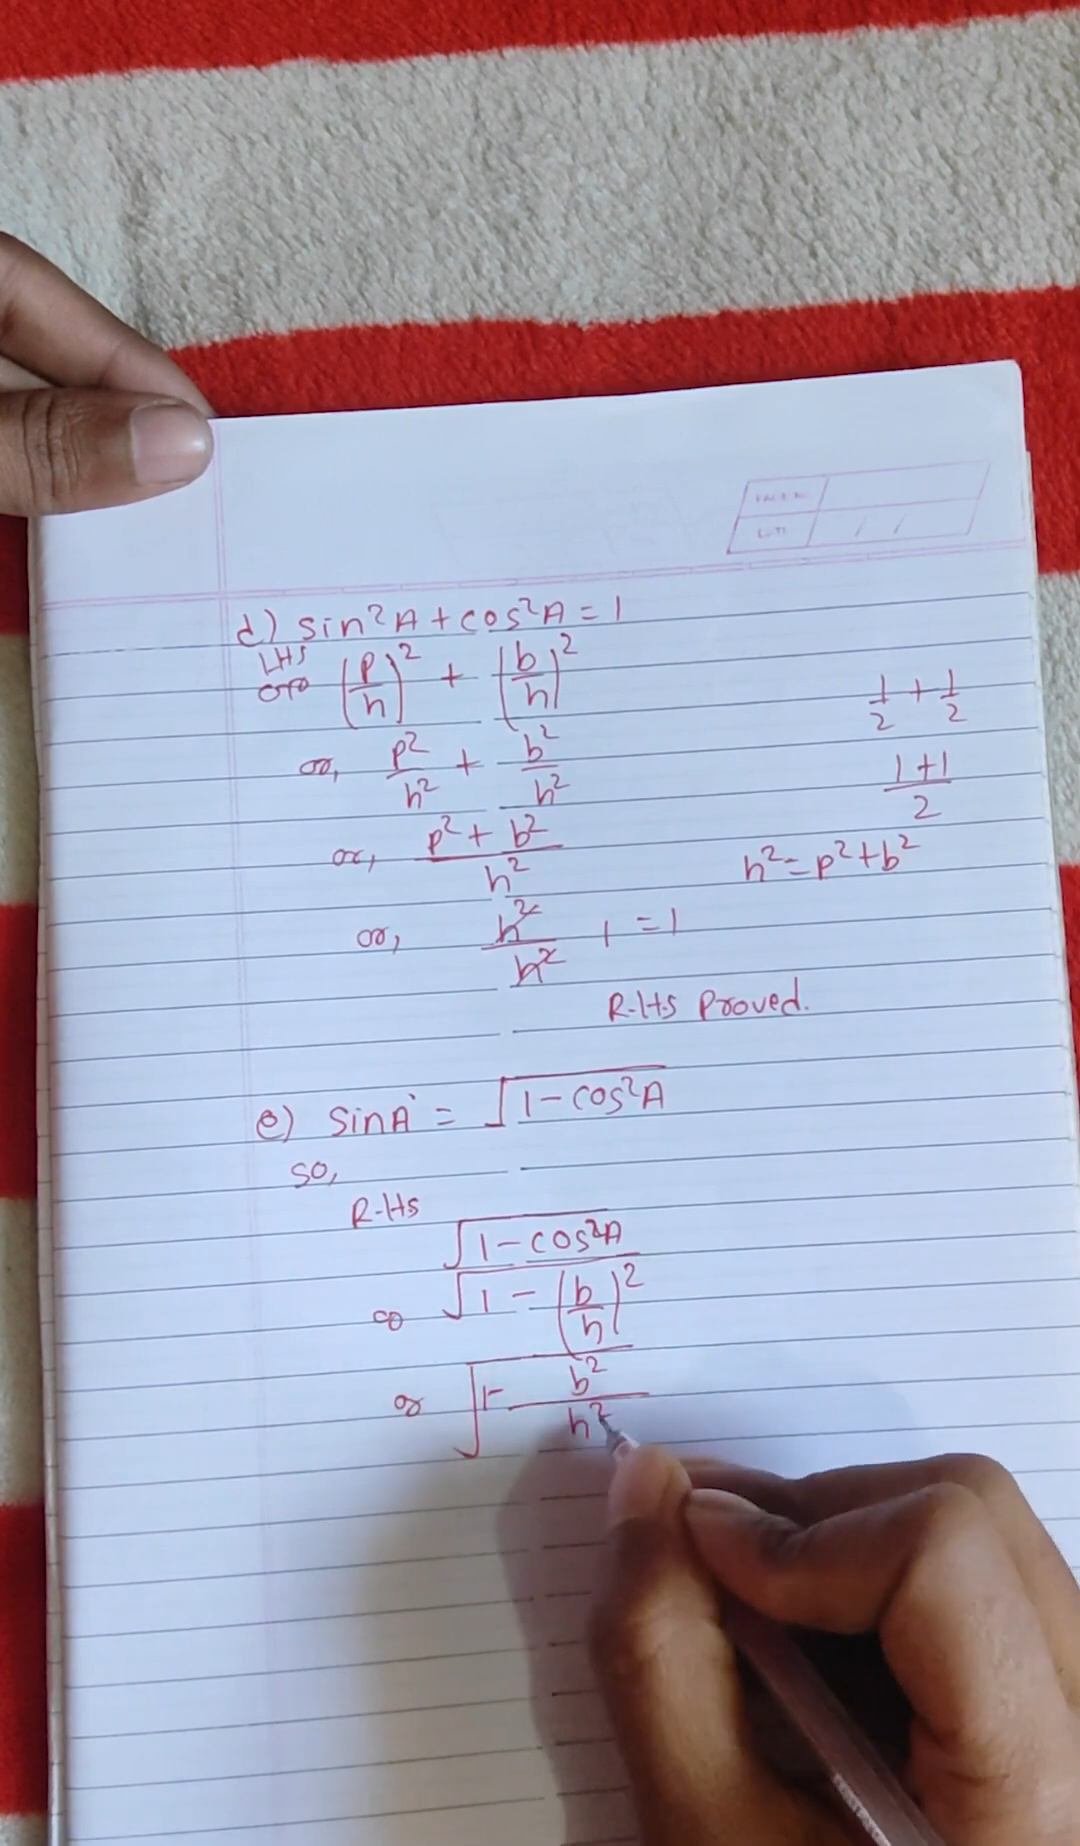 d) sin²A + cos²A = 1
LHS
(p/h)² + (b/h)²
or, p²/h² + b²/h²
or, (p² + b²)/h²
or, h²/h² 1 = 1
R.H.S Proved.
1/2 + 1/2
(1+1)/2
h² = p² + b²
e) sinA = √(1 - cos²A)
so,
R.H.S
√(1 - cos²A)
√(1 - (b/h)²)
or √(1 - b²/h²)